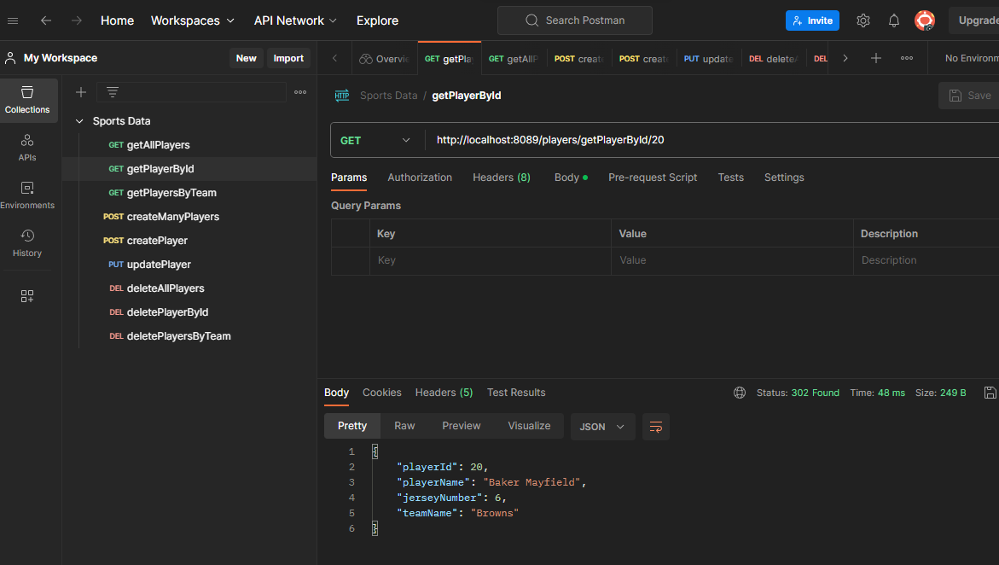 Home Workspaces API Network Explore Search Postman Invite Upgrade
My Workspace New Import Overvie GET getPla GET getAllP POST create POST create PUT update DEL deleteA DEL No Environm
Collections
APIs
Environments
History
Sports Data
GET getAllPlayers
GET getPlayerById
GET getPlayersByTeam
POST createManyPlayers
POST createPlayer
PUT updatePlayer
DEL deleteAllPlayers
DEL deletePlayerById
DEL deletePlayersByTeam
HTTP Sports Data / getPlayerById Save
GET http://localhost:8089/players/getPlayerById/20
Params Authorization Headers (8) Body Pre-request Script Tests Settings
Query Params
Key Value Description
Key Value Description
Body Cookies Headers (5) Test Results Status: 302 Found Time: 48 ms Size: 249 B
Pretty Raw Preview Visualize JSON
1 {
2 "playerId": 20,
3 "playerName": "Baker Mayfield",
4 "jerseyNumber": 6,
5 "teamName": "Browns"
6 }